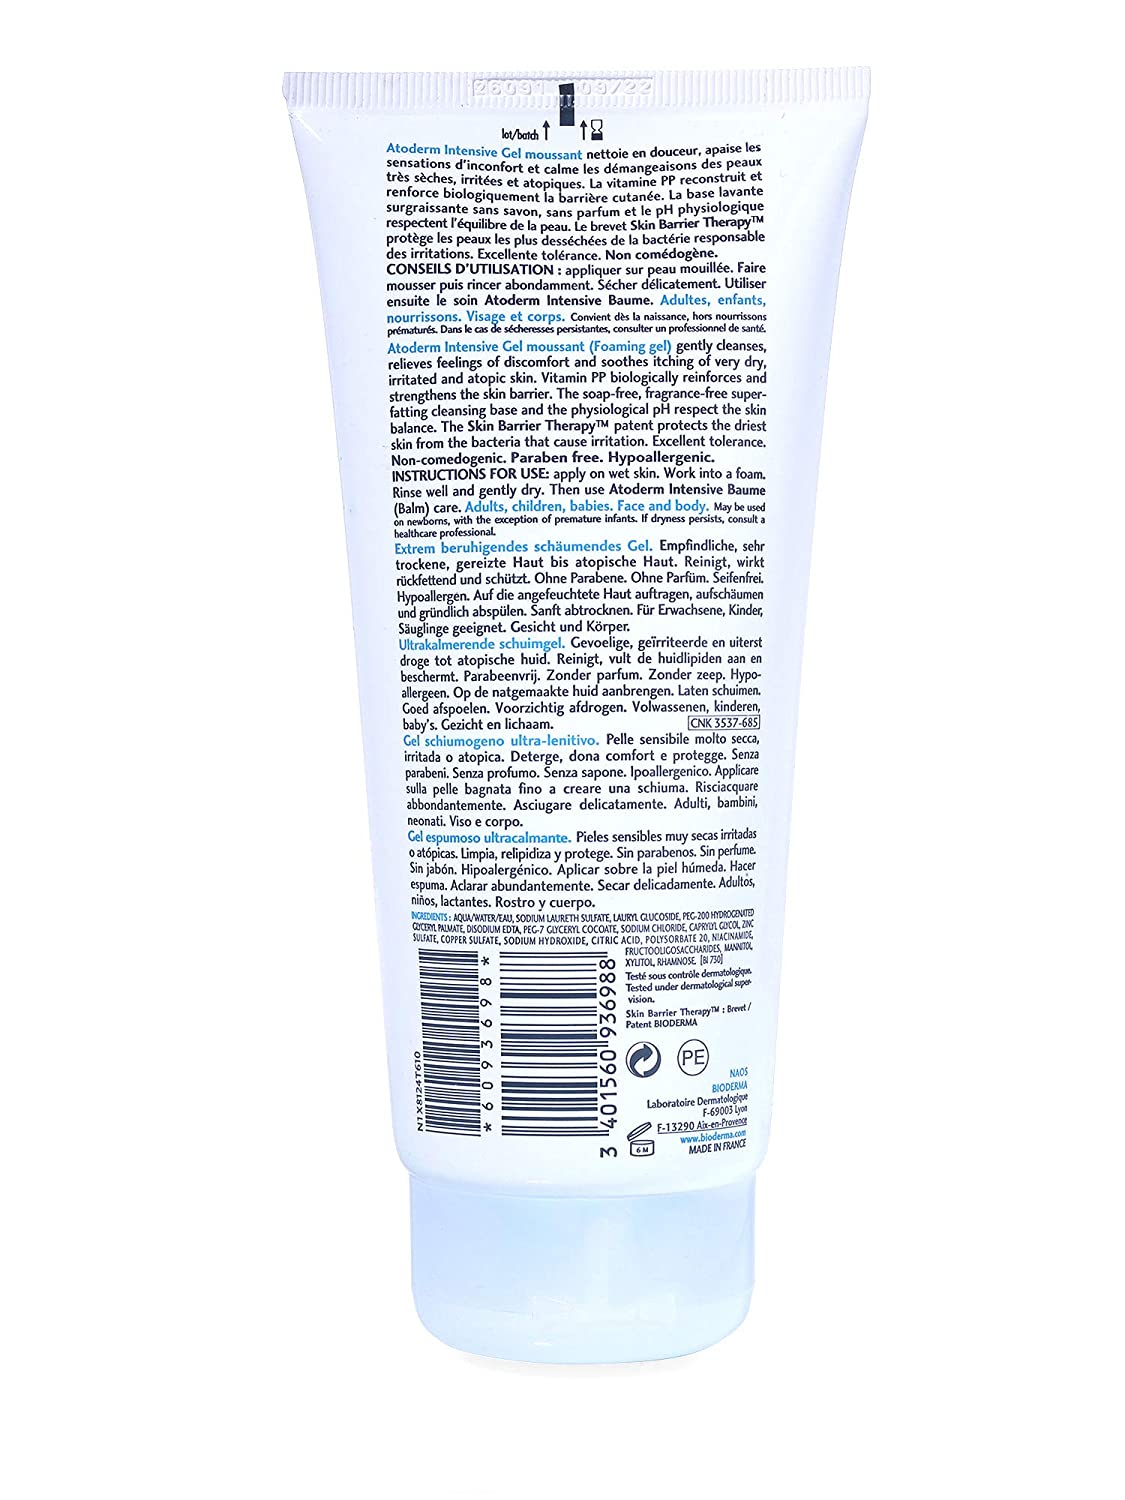 26091 09/22
lot/batch
Atoderm Intensive Gel moussant nettoie en douceur, apaise les
sensations d'inconfort et calme les démangeaisons des peaux
très sèches, irritées et atopiques. La vitamine PP reconstruit et
renforce biologiquement la barrière cutanée. La base lavante
surgraissante sans savon, sans parfum et le pH physiologique
respectent l'équilibre de la peau. Le brevet Skin Barrier Therapy™
protège les peaux les plus desséchées de la bactérie responsable
des irritations. Excellente tolérance. Non comédogène.
CONSEILS D'UTILISATION : appliquer sur peau mouillée. Faire
mousser puis rincer abondamment. Sécher délicatement. Utiliser
ensuite le soin Atoderm Intensive Baume. Adultes, enfants,
nourrissons. Visage et corps. Convient dès la naissance, hors nourrissons
prématurés. Dans le cas de sécheresses persistantes, consulter un professionnel de santé.
Atoderm Intensive Gel moussant (Foaming gel) gently cleanses,
relieves feelings of discomfort and soothes itching of very dry,
irritated and atopic skin. Vitamin PP biologically reinforces and
strengthens the skin barrier. The soap-free, fragrance-free super-
fatting cleansing base and the physiological pH respect the skin
balance. The Skin Barrier Therapy™ patent protects the driest
skin from the bacteria that cause irritation. Excellent tolerance.
Non-comedogenic. Paraben free. Hypoallergenic.
INSTRUCTIONS FOR USE: apply on wet skin. Work into a foam.
Rinse well and gently dry. Then use Atoderm Intensive Baume
(Balm) care. Adults, children, babies. Face and body. May be used
on newborns, with the exception of premature infants. If dryness persists, consult a
healthcare professional.
Extrem beruhigendes schäumendes Gel. Empfindliche, sehr
trockene, gereizte Haut bis atopische Haut. Reinigt, wirkt
rückfettend und schützt. Ohne Parabene. Ohne Parfüm. Seifenfrei.
Hypoallergen. Auf die angefeuchtete Haut auftragen, aufschäumen
und gründlich abspülen. Sanft abtrocknen. Für Erwachsene, Kinder,
Säuglinge geeignet. Gesicht und Körper.
Ultrakalmerende schuimgel. Gevoelige, geïrriteerde en uiterst
droge tot atopische huid. Reinigt, vult de huidlipiden aan en
beschermt. Parabeenvrij. Zonder parfum. Zonder zeep. Hypo-
allergeen. Op de natgemaakte huid aanbrengen. Laten schuimen.
Goed afspoelen. Voorzichtig afdrogen. Volwassenen, kinderen,
baby's. Gezicht en lichaam. CNK 3537-685
Gel schiumogeno ultra-lenitivo. Pelle sensibile molto secca,
irritada o atopica. Deterge, dona comfort e protegge. Senza
parabeni. Senza profumo. Senza sapone. Ipoallergenico. Applicare
sulla pelle bagnata fino a creare una schiuma. Risciacquare
abbondantemente. Asciugare delicatamente. Adulti, bambini,
neonati. Viso e corpo.
Gel espumoso ultracalmante. Pieles sensibles muy secas irritadas
o atópicas. Limpia, relipidiza y protege. Sin parabenos. Sin perfume.
Sin jabón. Hipoalergénico. Aplicar sobre la piel húmeda. Hacer
espuma. Aclarar abundantemente. Secar delicadamente. Adultos,
niños, lactantes. Rostro y cuerpo.
INGREDIENTS : AQUA/WATER/EAU, SODIUM LAURETH SULFATE, LAURYL GLUCOSIDE, PEG-200 HYDROGENATED
GLYCERYL PALMATE, DISODIUM EDTA, PEG-7 GLYCERYL COCOATE, SODIUM CHLORIDE, CAPRYLYL GLYCOL, ZINC
SULFATE, COPPER SULFATE, SODIUM HYDROXIDE, CITRIC ACID, POLYSORBATE 20, NIACINAMIDE,
FRUCTOOLIGOSACCHARIDES, MANNITOL,
XYLITOL, RHAMNOSE. [BI 730]
Testé sous contrôle dermatologique.
Tested under dermatological super-
vision.
Skin Barrier Therapy™ : Brevet /
Patent BIODERMA
PE
NAOS
BIODERMA
Laboratoire Dermatologique
F-69003 Lyon
F-13290 Aix-en-Provence
www.bioderma.com
MADE IN FRANCE
6 M
N1X8124T610
*6093698*
3 401560 936988